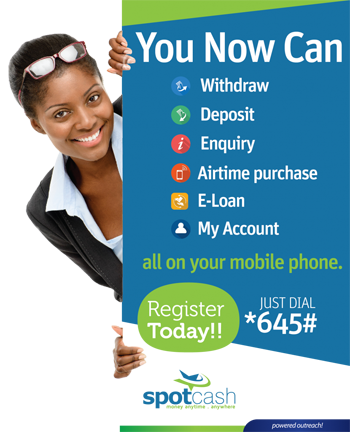 You Now Can
Withdraw
Deposit
Enquiry
Airtime purchase
E-Loan
My Account
all on your mobile phone.
Register
Today!!
JUST DIAL
*645#
spotcash
money anytime . anywhere
powered outreach!